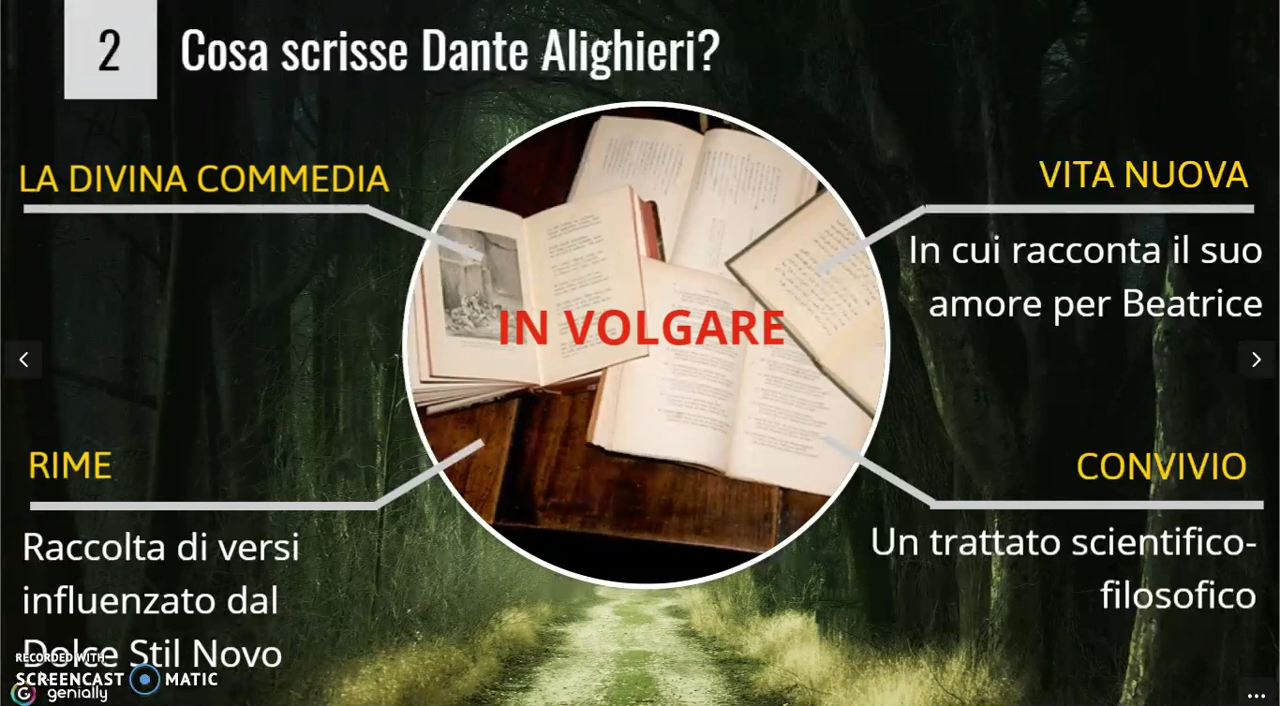 2
Cosa scrisse Dante Alighieri?
LA DIVINA COMMEDIA
VITA NUOVA
In cui racconta il suo
amore per Beatrice
IN VOLGARE
RIME
Raccolta di versi
influenzato dal
Dolce Stil Novo
CONVIVIO
Un trattato scientifico-
filosofico
RECORDED WITH
SCREENCAST MATIC
genially